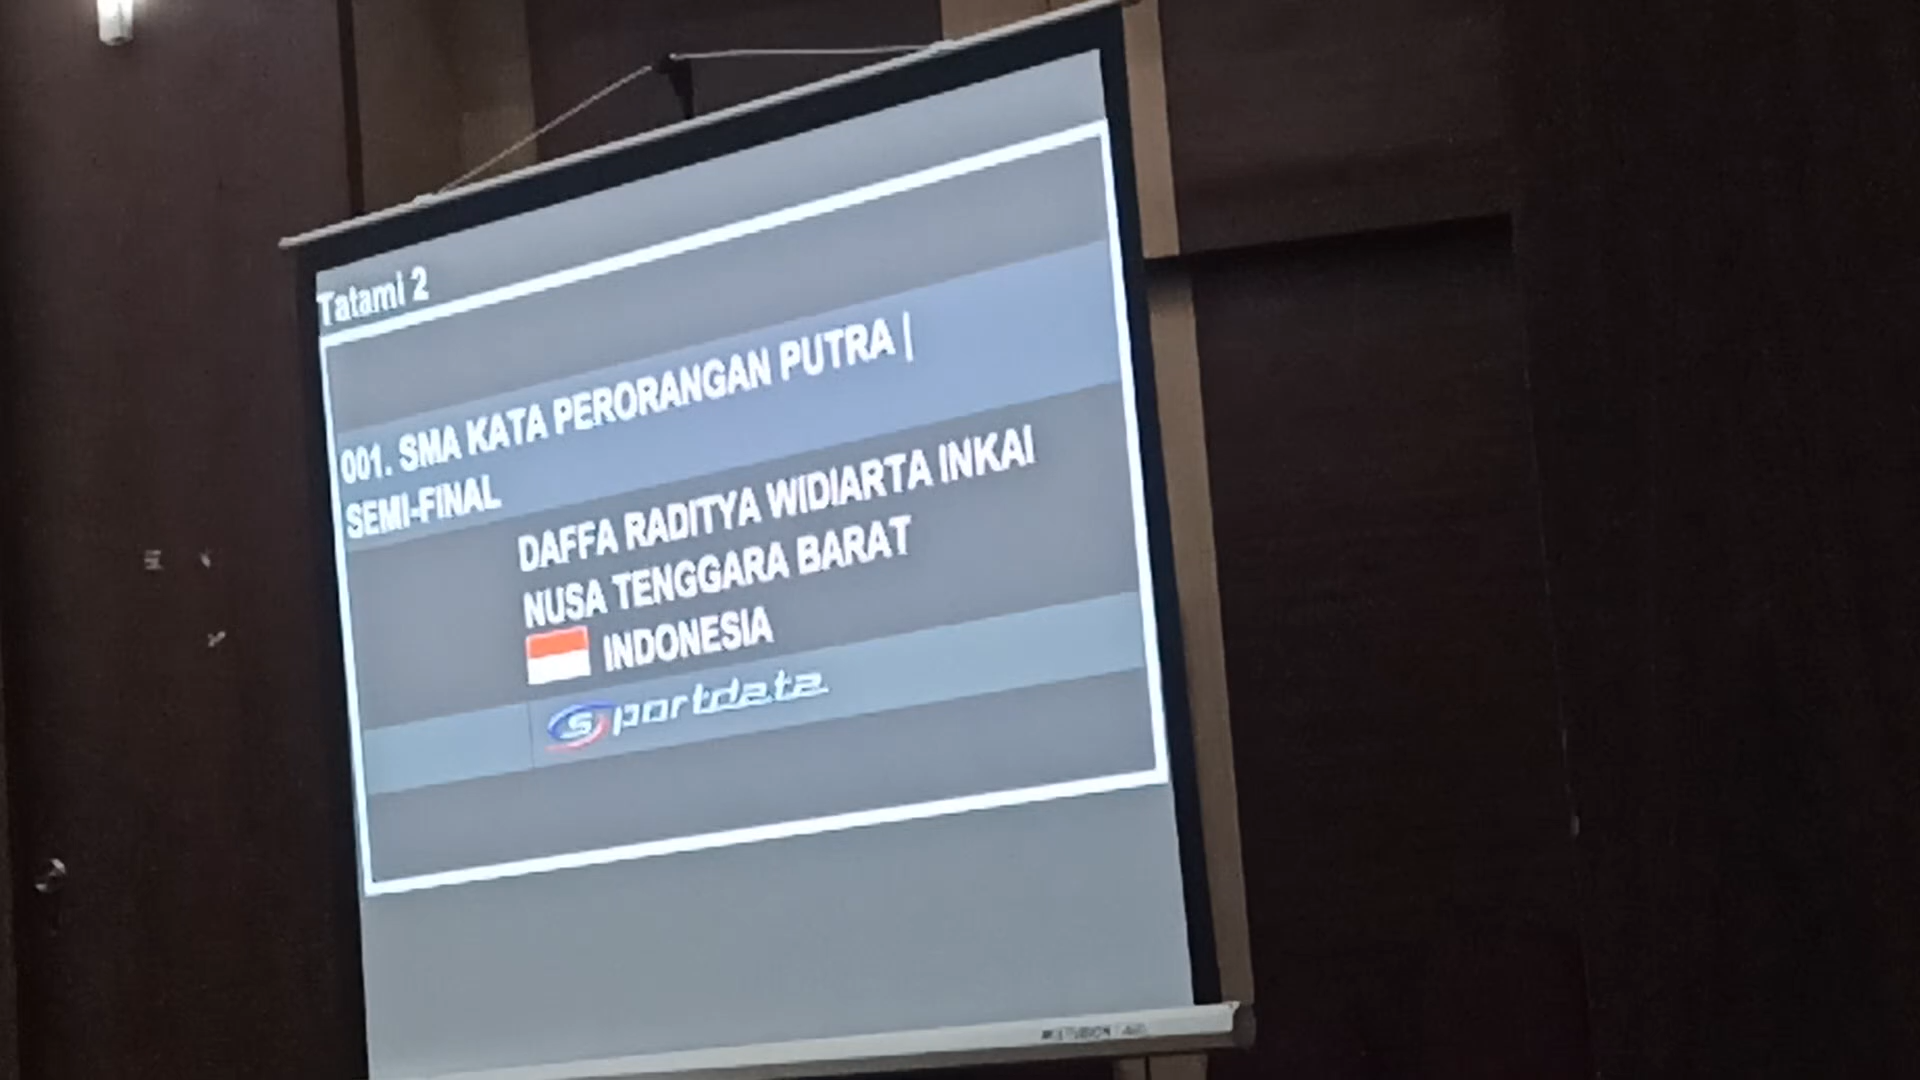 Tatami 2
001. SMA KATA PERORANGAN PUTRA |
SEMI-FINAL
DAFFA RADITYA WIDIARTA INKAI
NUSA TENGGARA BARAT
INDONESIA
sportdata